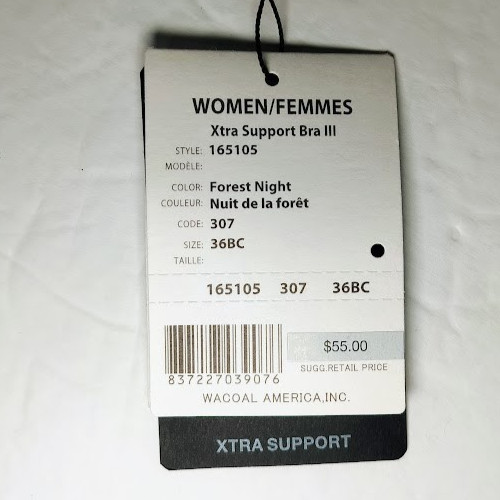 WOMEN/FEMMES
Xtra Support Bra III
STYLE: 165105
MODÈLE:
COLOR: Forest Night
COULEUR: Nuit de la forêt
CODE: 307
SIZE: 36BC
TAILLE:
165105 307 36BC
$55.00
SUGG.RETAIL PRICE
837227039076
WACOAL AMERICA,INC.
XTRA SUPPORT